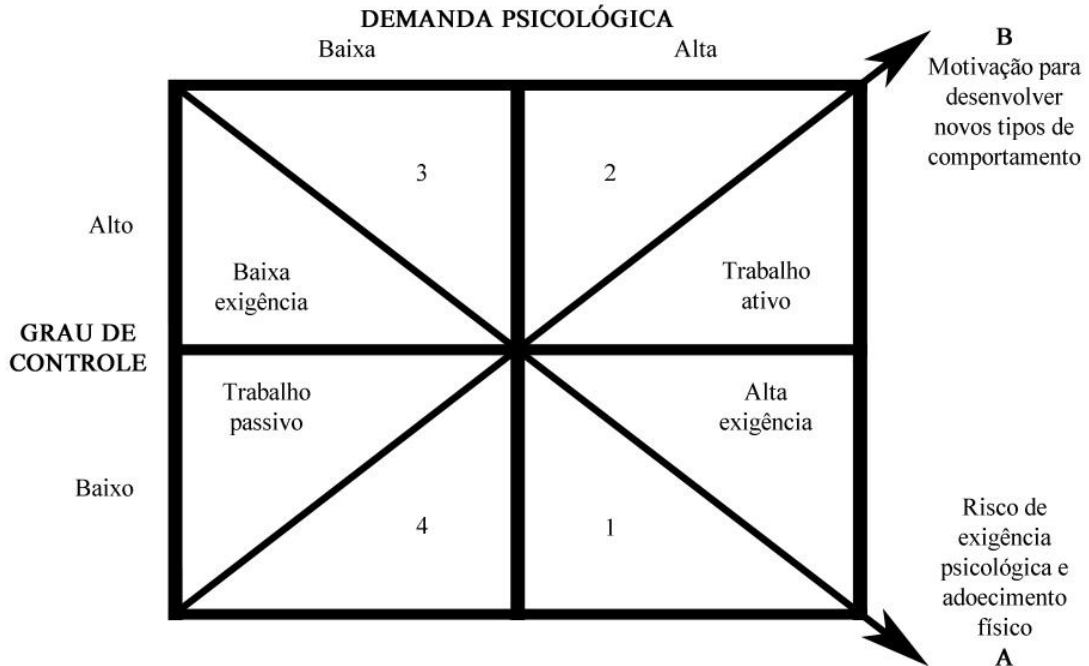 DEMANDA PSICOLÓGICA
Baixa
Alta
B
Motivação para
desenvolver
novos tipos de
comportamento
3
2
Alto
Baixa
exigência
Trabalho
ativo
GRAU DE
CONTROLE
Trabalho
passivo
Alta
exigência
Baixo
4
1
Risco de
exigência
psicológica e
adoecimento
físico
A